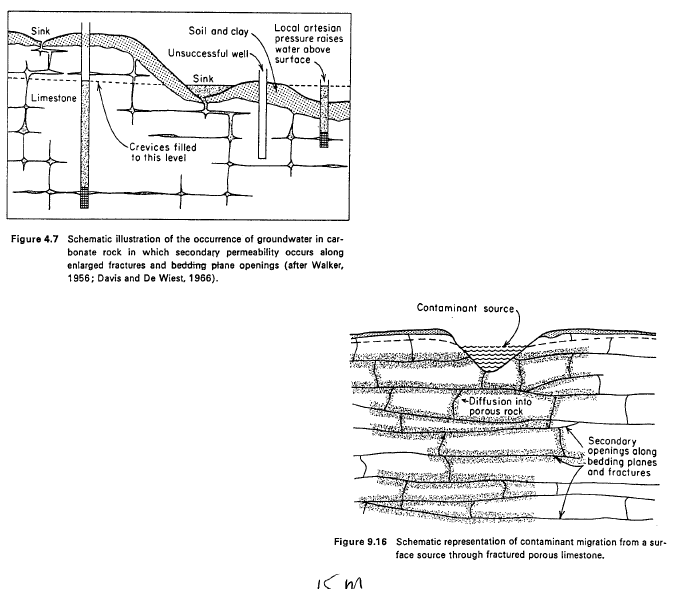 Sink
Soil and clay
Local artesian
pressure raises
water above
surface
Unsuccessful well
Sink
Limestone
Crevices filled
to this level
Figure 4.7 Schematic illustration of the occurrence of groundwater in car-
bonate rock in which secondary permeability occurs along
enlarged fractures and bedding plane openings (after Walker,
1956; Davis and De Wiest, 1966).
Contaminant source
Diffusion into
porous rock
Secondary
openings along
bedding planes
and fractures
Figure 9.16 Schematic representation of contaminant migration from a sur-
face source through fractured porous limestone.